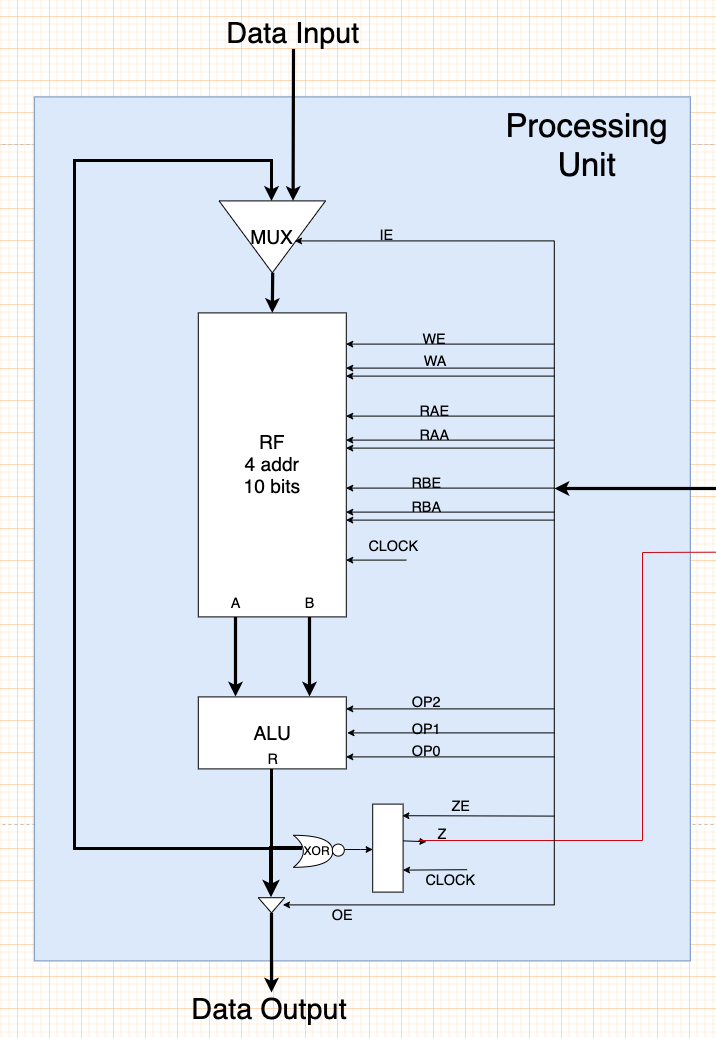 Data Input
Processing
Unit
MUX
IE
WE
WA
RAE
RF
RAA
4 addr
10 bits
RBE
RBA
CLOCK
A
B
OP2
ALU
OP1
OP0
R
ZE
Z
XOR
CLOCK
OE
Data Output